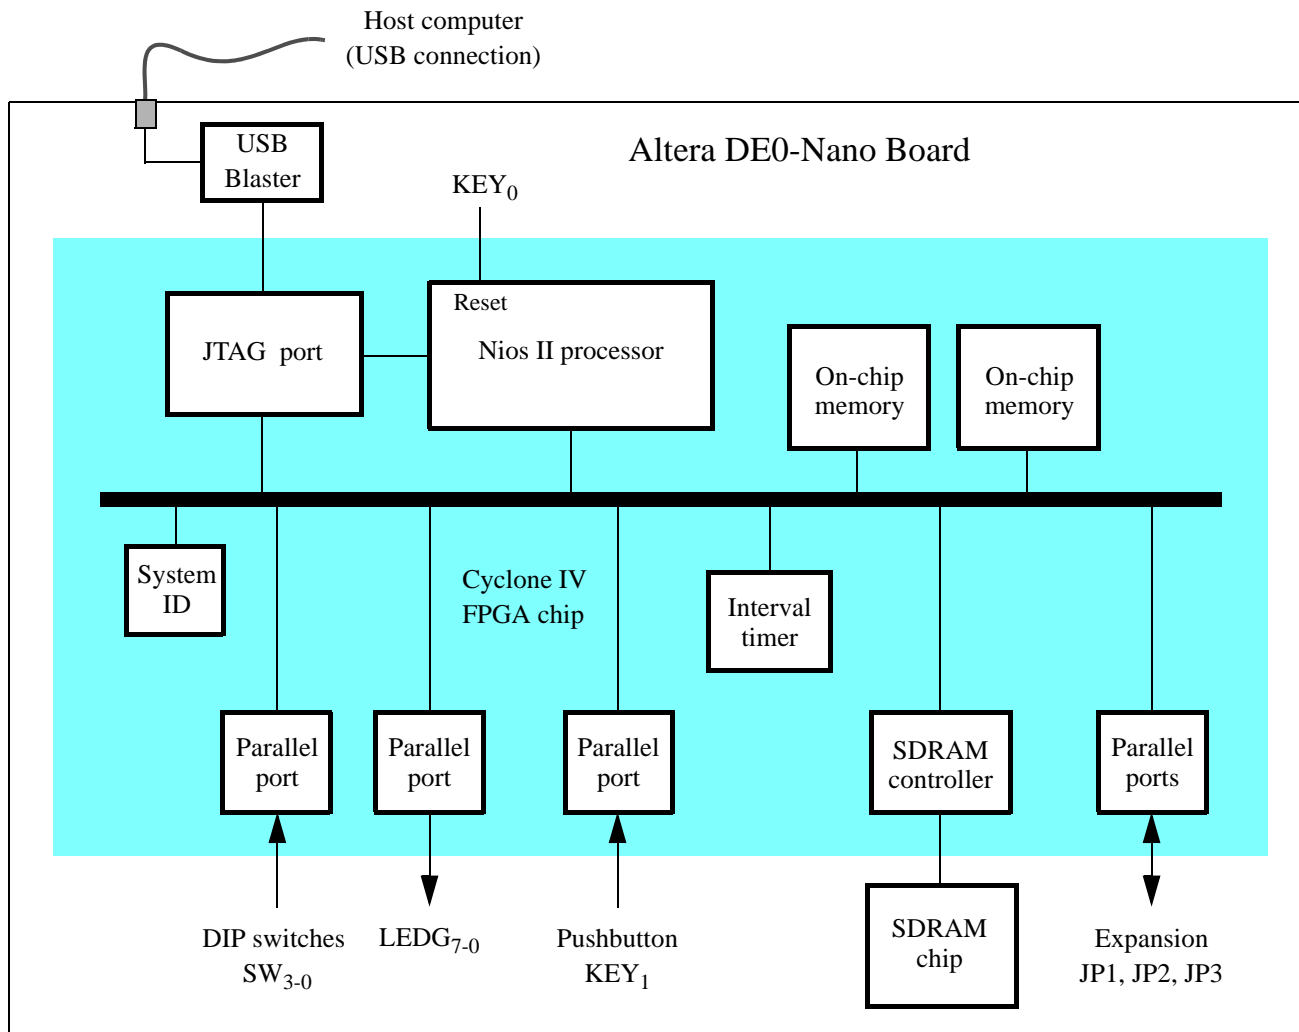 Host computer
(USB connection)
USB
Blaster
Altera DE0-Nano Board
KEY0
Reset
JTAG port
Nios II processor
On-chip
memory
On-chip
memory
System
ID
Cyclone IV
FPGA chip
Interval
timer
Parallel
port
Parallel
port
Parallel
port
SDRAM
controller
Parallel
ports
DIP switches
SW3-0
LEDG7-0
Pushbutton
KEY1
SDRAM
chip
Expansion
JP1, JP2, JP3